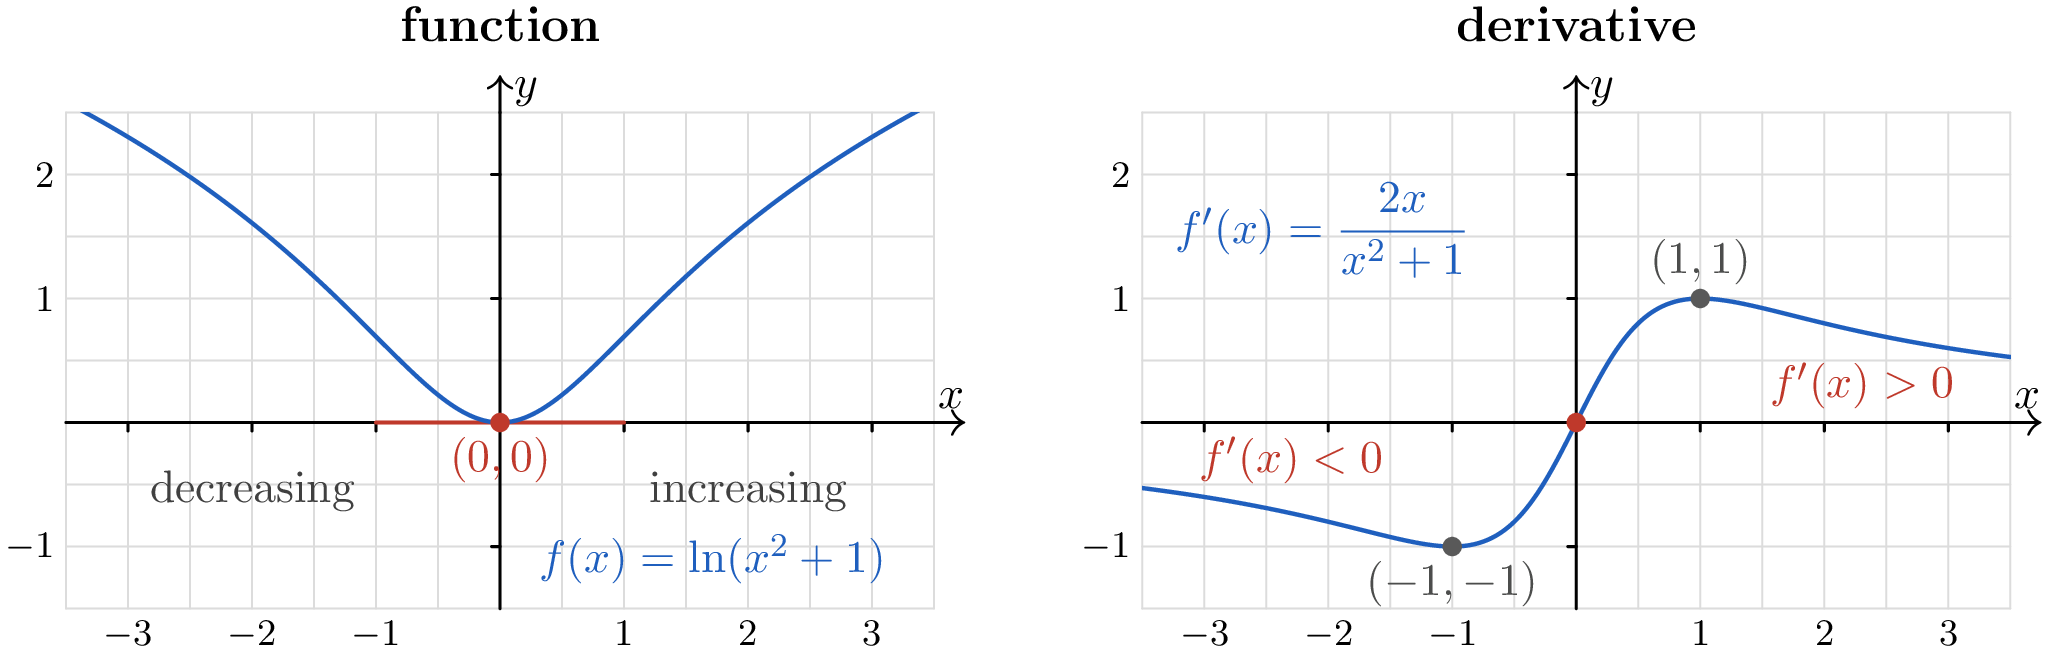 function
y
2
1
x
(0, 0)
decreasing
increasing
−1
f(x) = ln(x² + 1)
−3 −2 −1 1 2 3
derivative
y
2
f′(x) = 2x / (x² + 1)
(1, 1)
1
f′(x) > 0
x
f′(x) < 0
−1
(−1, −1)
−3 −2 −1 1 2 3